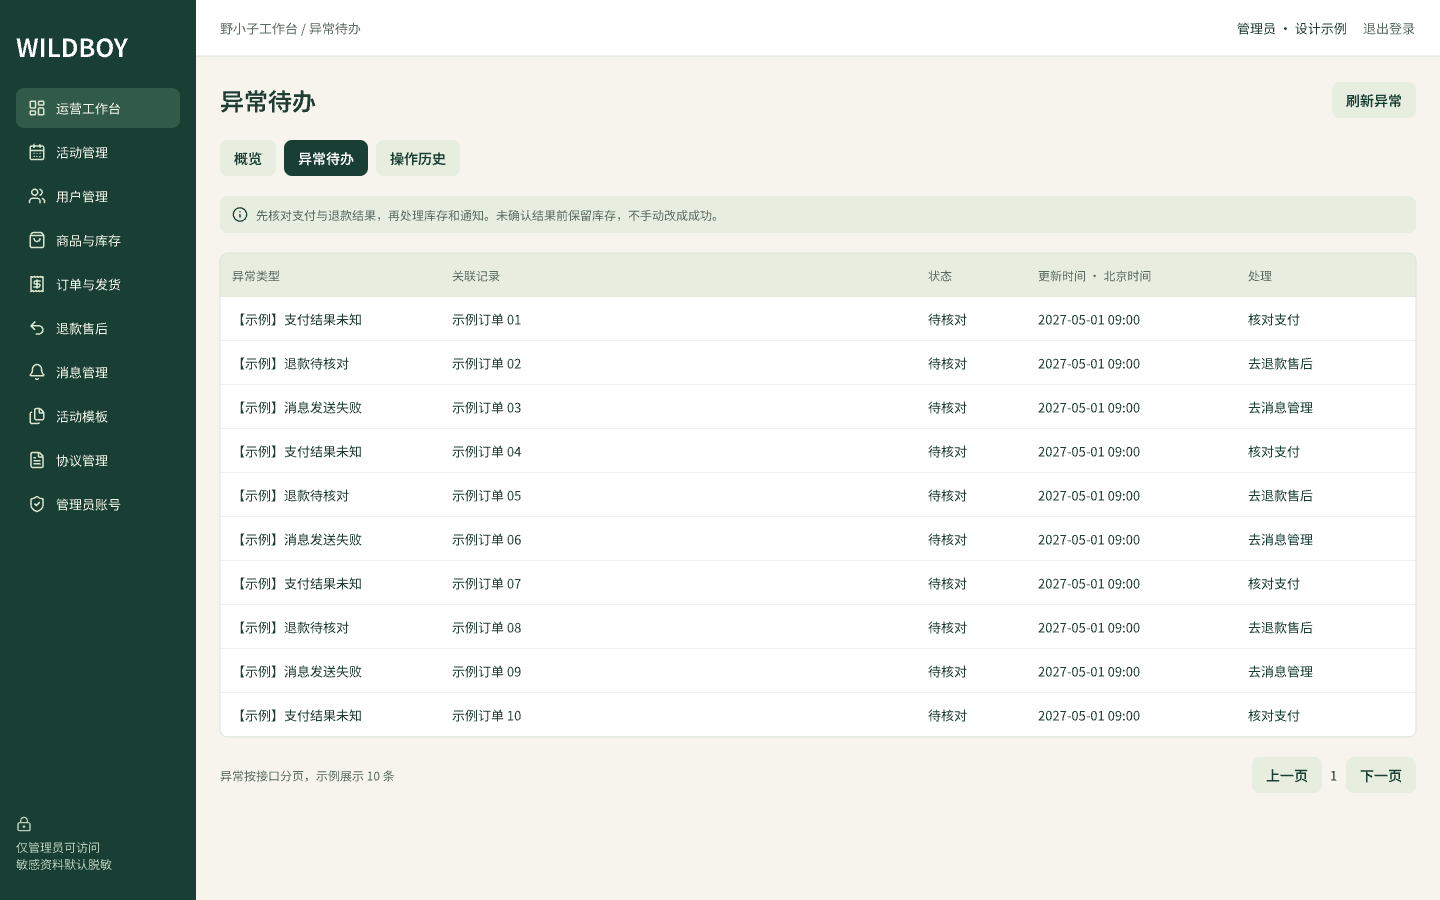 WILDBOY
运营工作台
活动管理
用户管理
商品与库存
订单与发货
退款售后
消息管理
活动模板
协议管理
管理员账号
仅管理员可访问
敏感资料默认脱敏
野小子工作台 / 异常待办
管理员 · 设计示例 退出登录
异常待办
刷新异常
概览 异常待办 操作历史
先核对支付与退款结果，再处理库存和通知。未确认结果前保留库存，不手动改成成功。
异常类型 关联记录 状态 更新时间 · 北京时间 处理
【示例】支付结果未知 示例订单 01 待核对 2027-05-01 09:00 核对支付
【示例】退款待核对 示例订单 02 待核对 2027-05-01 09:00 去退款售后
【示例】消息发送失败 示例订单 03 待核对 2027-05-01 09:00 去消息管理
【示例】支付结果未知 示例订单 04 待核对 2027-05-01 09:00 核对支付
【示例】退款待核对 示例订单 05 待核对 2027-05-01 09:00 去退款售后
【示例】消息发送失败 示例订单 06 待核对 2027-05-01 09:00 去消息管理
【示例】支付结果未知 示例订单 07 待核对 2027-05-01 09:00 核对支付
【示例】退款待核对 示例订单 08 待核对 2027-05-01 09:00 去退款售后
【示例】消息发送失败 示例订单 09 待核对 2027-05-01 09:00 去消息管理
【示例】支付结果未知 示例订单 10 待核对 2027-05-01 09:00 核对支付
异常按接口分页，示例展示 10 条
上一页 1 下一页